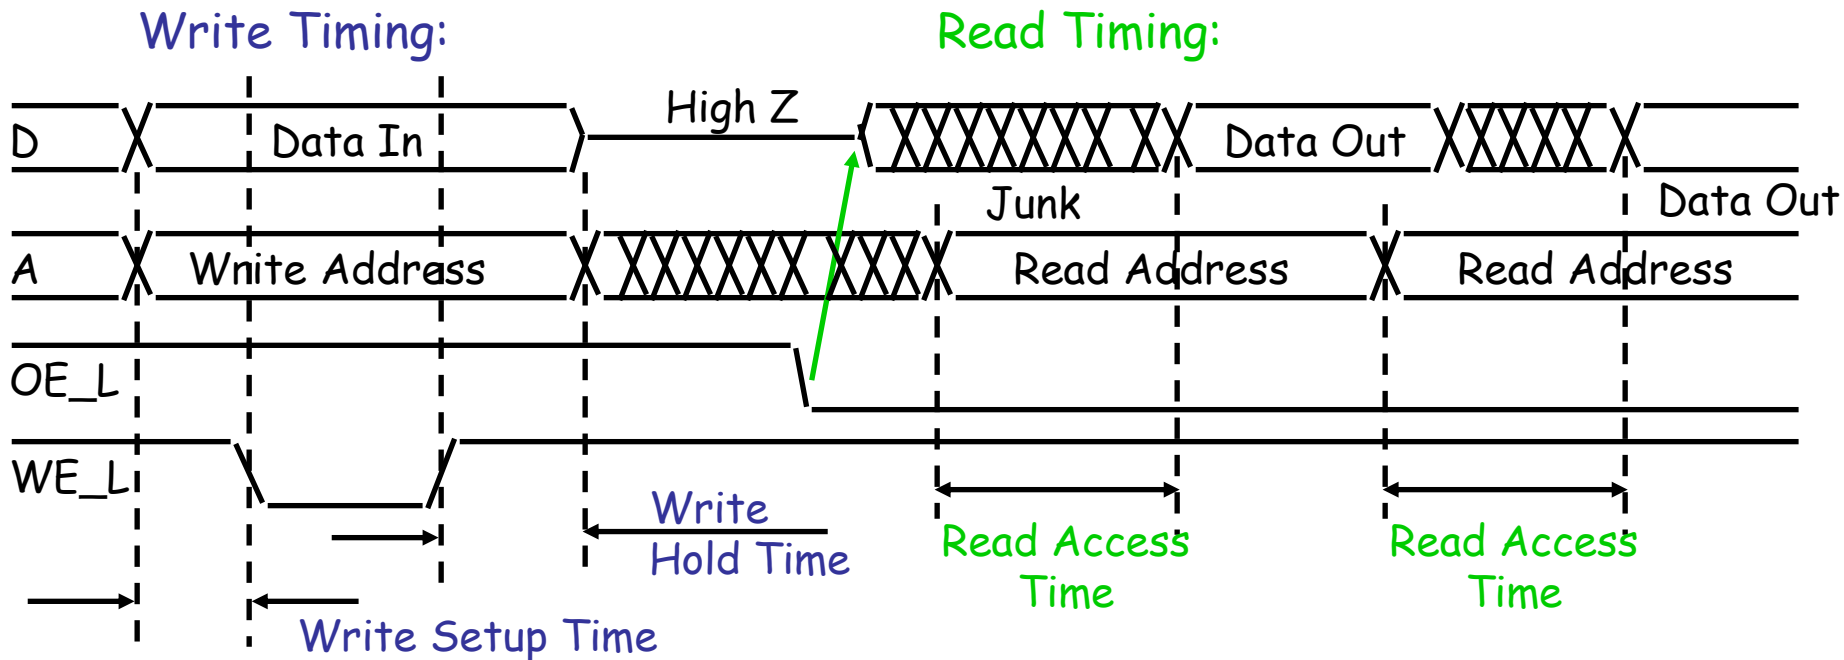 Write Timing:
Read Timing:
High Z
D
Data In
Data Out
Junk
Data Out
A
Write Address
Read Address
Read Address
OE_L
WE_L
Write
Hold Time
Read Access
Time
Read Access
Time
Write Setup Time